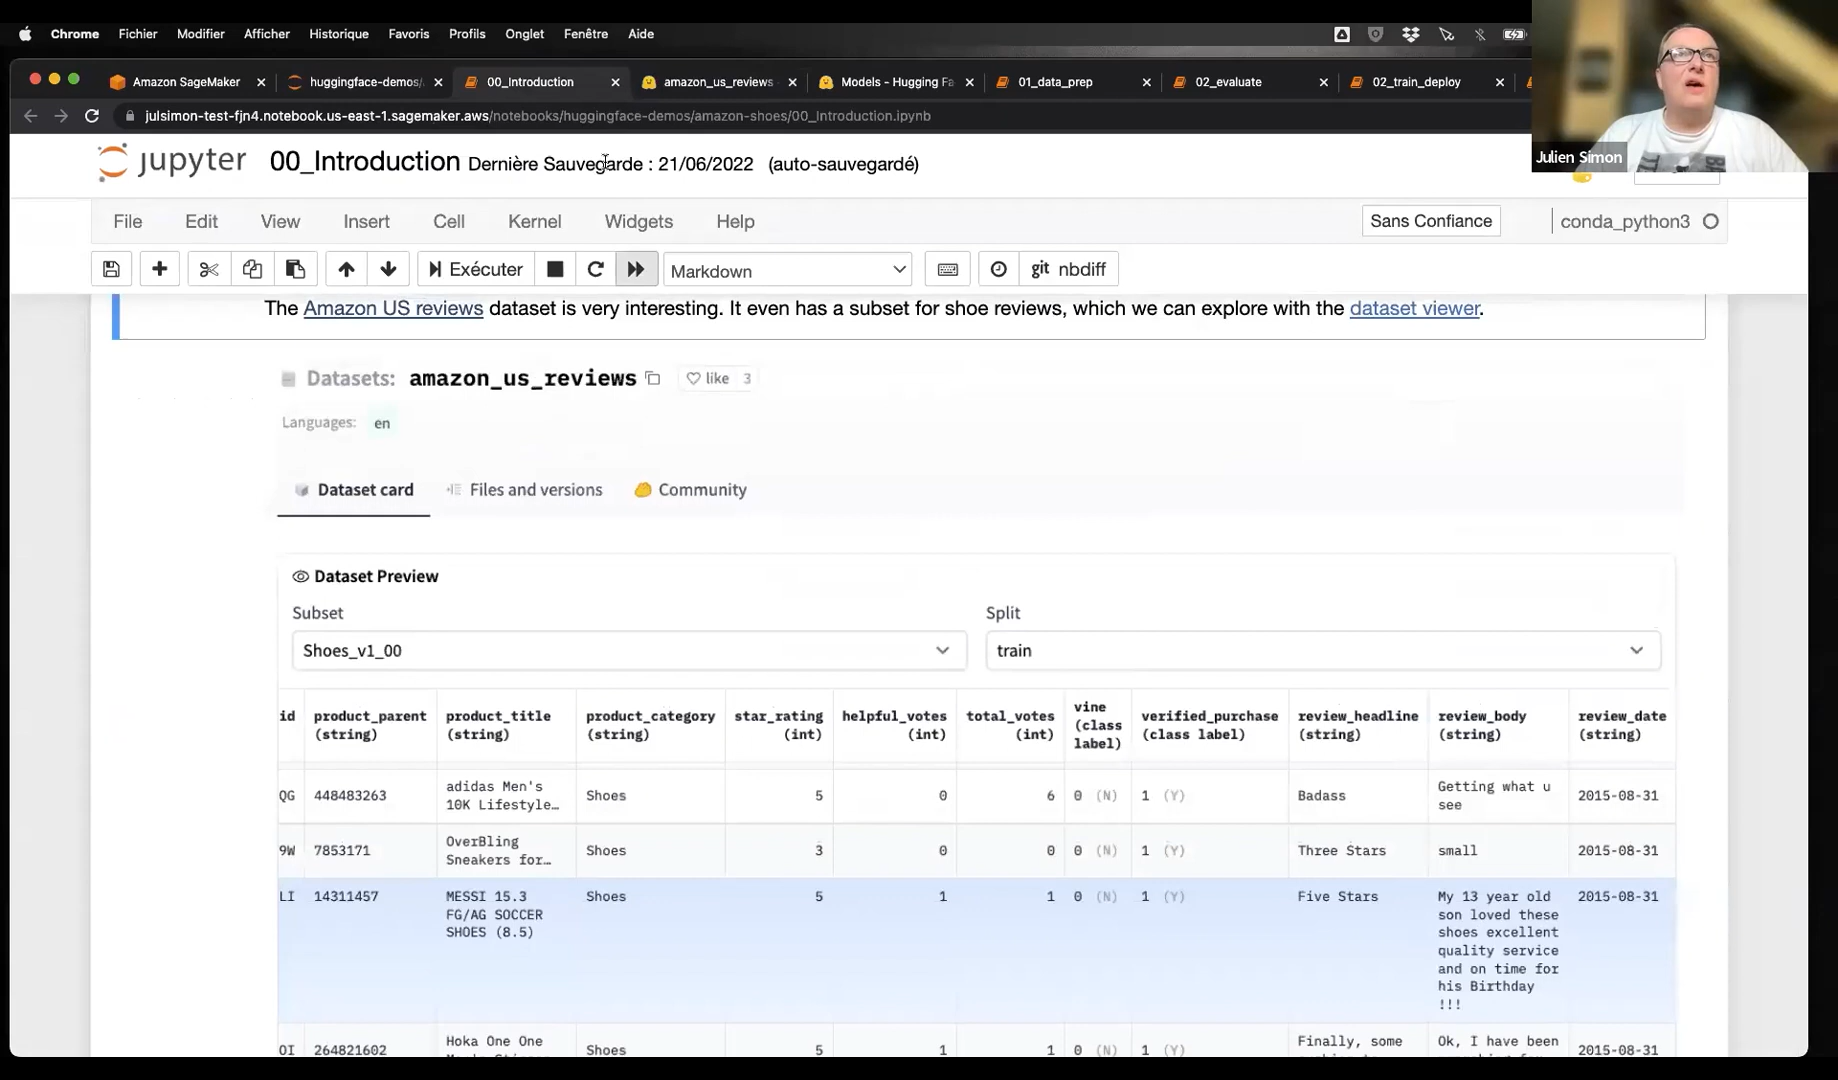 Chrome Fichier Modifier Afficher Historique Favoris Profils Onglet Fenêtre Aide
Amazon SageMaker huggingface-demos/ 00_Introduction amazon_us_reviews Models - Hugging Fa 01_data_prep 02_evaluate 02_train_deploy
julsimon-test-fjn4.notebook.us-east-1.sagemaker.aws/notebooks/huggingface-demos/amazon-shoes/00_Introduction.ipynb
Julien Simon
jupyter 00_Introduction Dernière Sauvegarde : 21/06/2022 (auto-sauvegardé)
File Edit View Insert Cell Kernel Widgets Help Sans Confiance conda_python3
Exécuter Markdown git nbdiff
The Amazon US reviews dataset is very interesting. It even has a subset for shoe reviews, which we can explore with the dataset viewer.
Datasets: amazon_us_reviews like 3
Languages: en
Dataset card Files and versions Community
Dataset Preview
Subset Split
Shoes_v1_00 train
id product_parent (string) product_title (string) product_category (string) star_rating (int) helpful_votes (int) total_votes (int) vine (class label) verified_purchase (class label) review_headline (string) review_body (string) review_date (string)
QG 448483263 adidas Men's 10K Lifestyle… Shoes 5 0 6 0 (N) 1 (Y) Badass Getting what u see 2015-08-31
9W 7853171 OverBling Sneakers for… Shoes 3 0 0 0 (N) 1 (Y) Three Stars small 2015-08-31
LI 14311457 MESSI 15.3 FG/AG SOCCER SHOES (8.5) Shoes 5 1 1 0 (N) 1 (Y) Five Stars My 13 year old son loved these shoes excellent quality service and on time for his Birthday !!! 2015-08-31
OI 264821602 Hoka One One Shoes 5 1 1 0 (N) 1 (Y) Finally, some Ok, I have been 2015-08-31